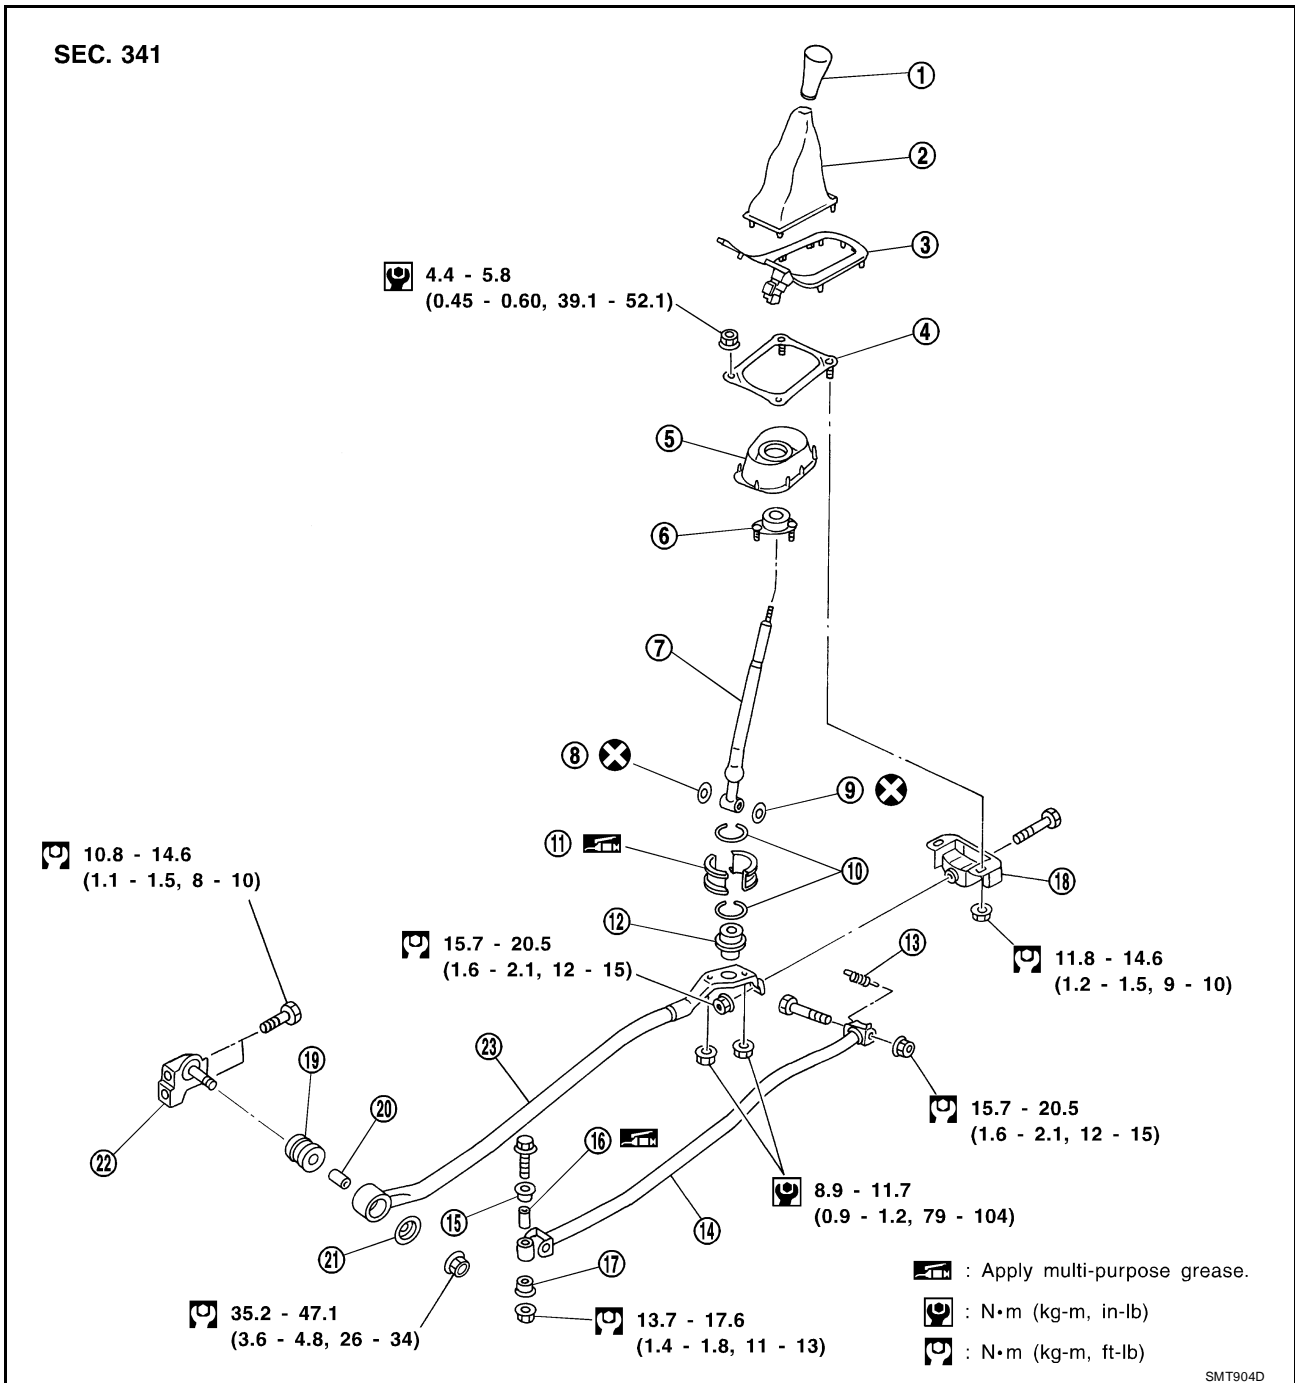 SEC. 341
1
2
3
4.4 - 5.8
(0.45 - 0.60, 39.1 - 52.1)
4
5
6
7
8
9
11
10
10.8 - 14.6
(1.1 - 1.5, 8 - 10)
18
12
15.7 - 20.5
(1.6 - 2.1, 12 - 15)
13
11.8 - 14.6
(1.2 - 1.5, 9 - 10)
23
19
20
22
16
15.7 - 20.5
(1.6 - 2.1, 12 - 15)
8.9 - 11.7
(0.9 - 1.2, 79 - 104)
15
14
21
17
35.2 - 47.1
(3.6 - 4.8, 26 - 34)
13.7 - 17.6
(1.4 - 1.8, 11 - 13)
: Apply multi-purpose grease.
: N•m (kg-m, in-lb)
: N•m (kg-m, ft-lb)
SMT904D